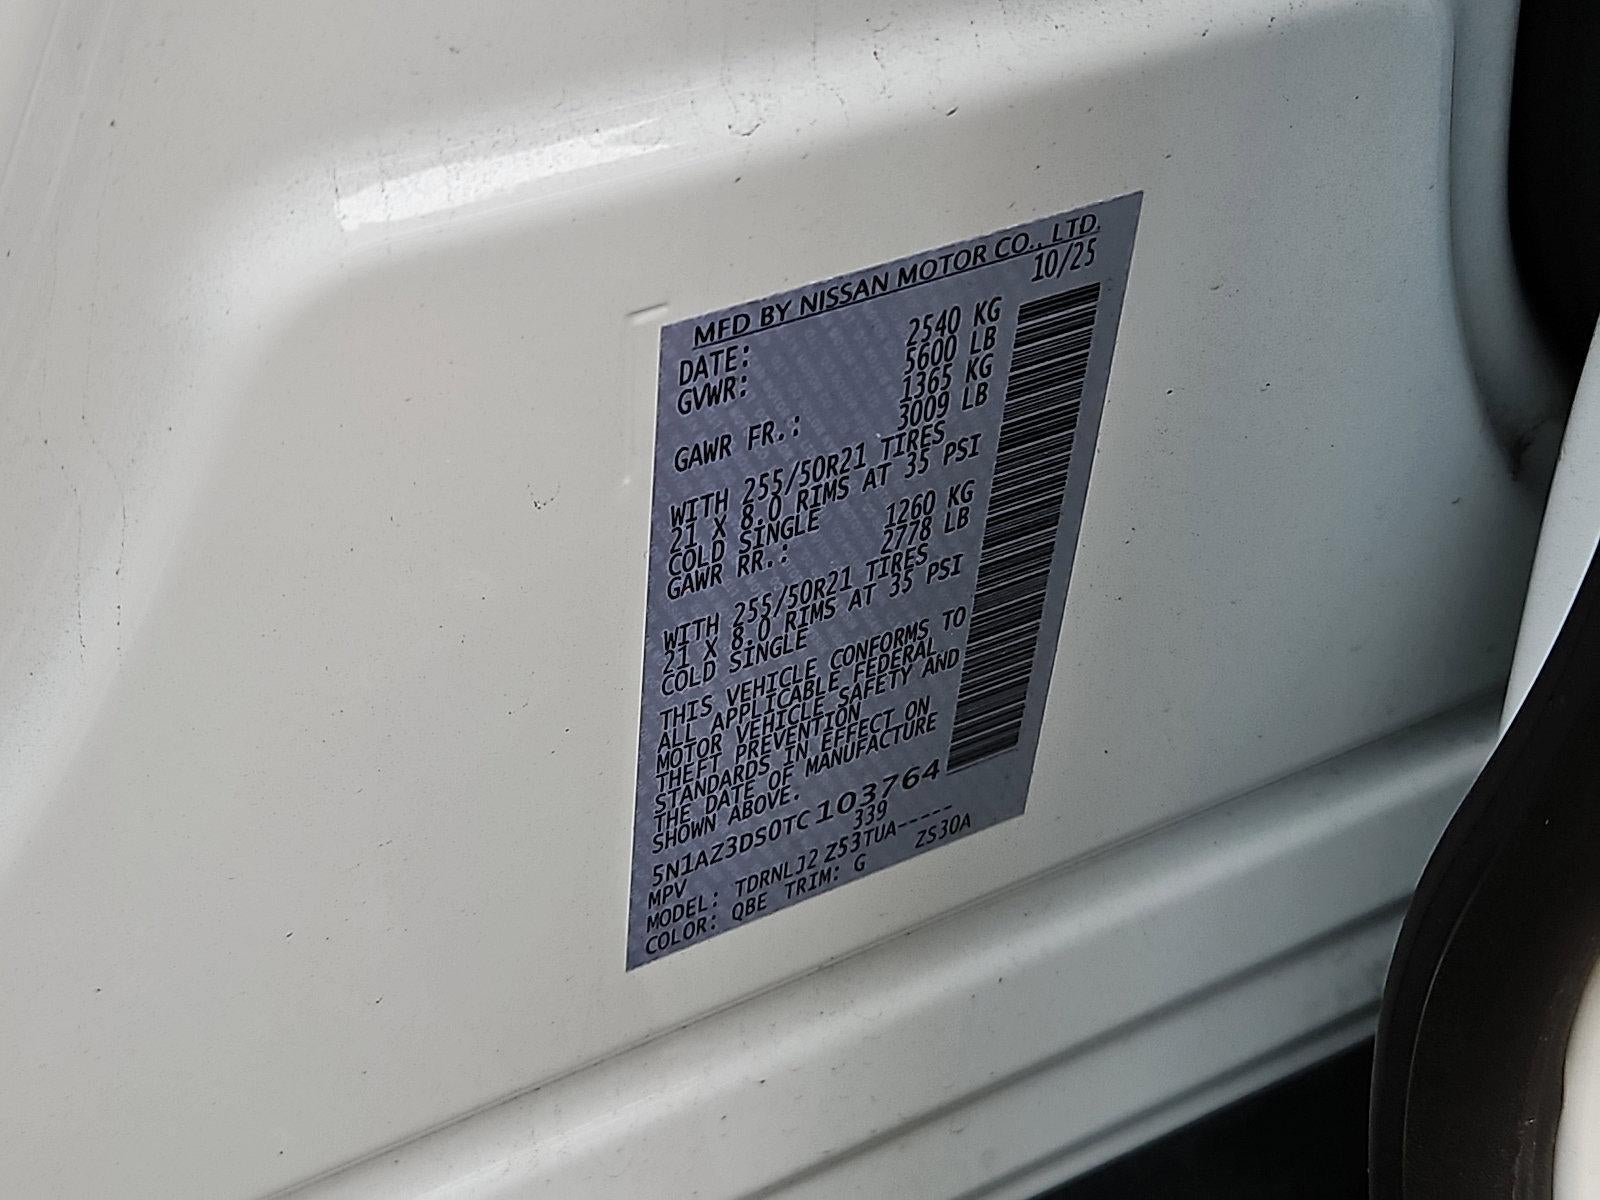 MFD BY NISSAN MOTOR CO., LTD.
DATE: 10/25
GVWR: 2540 KG
5600 LB
GAWR FR.: 1365 KG
3009 LB
WITH 255/50R21 TIRES
21 X 8.0 RIMS AT 35 PSI
COLD SINGLE
GAWR RR.: 1260 KG
2778 LB
WITH 255/50R21 TIRES
21 X 8.0 RIMS AT 35 PSI
COLD SINGLE
THIS VEHICLE CONFORMS TO
ALL APPLICABLE FEDERAL
MOTOR VEHICLE SAFETY AND
THEFT PREVENTION
STANDARDS IN EFFECT ON
THE DATE OF MANUFACTURE
SHOWN ABOVE.
5N1AZ3DS0TC103764
MPV 339
MODEL: TDRNLJ2 Z53TUA-----
COLOR: QBE TRIM: G ZS30A